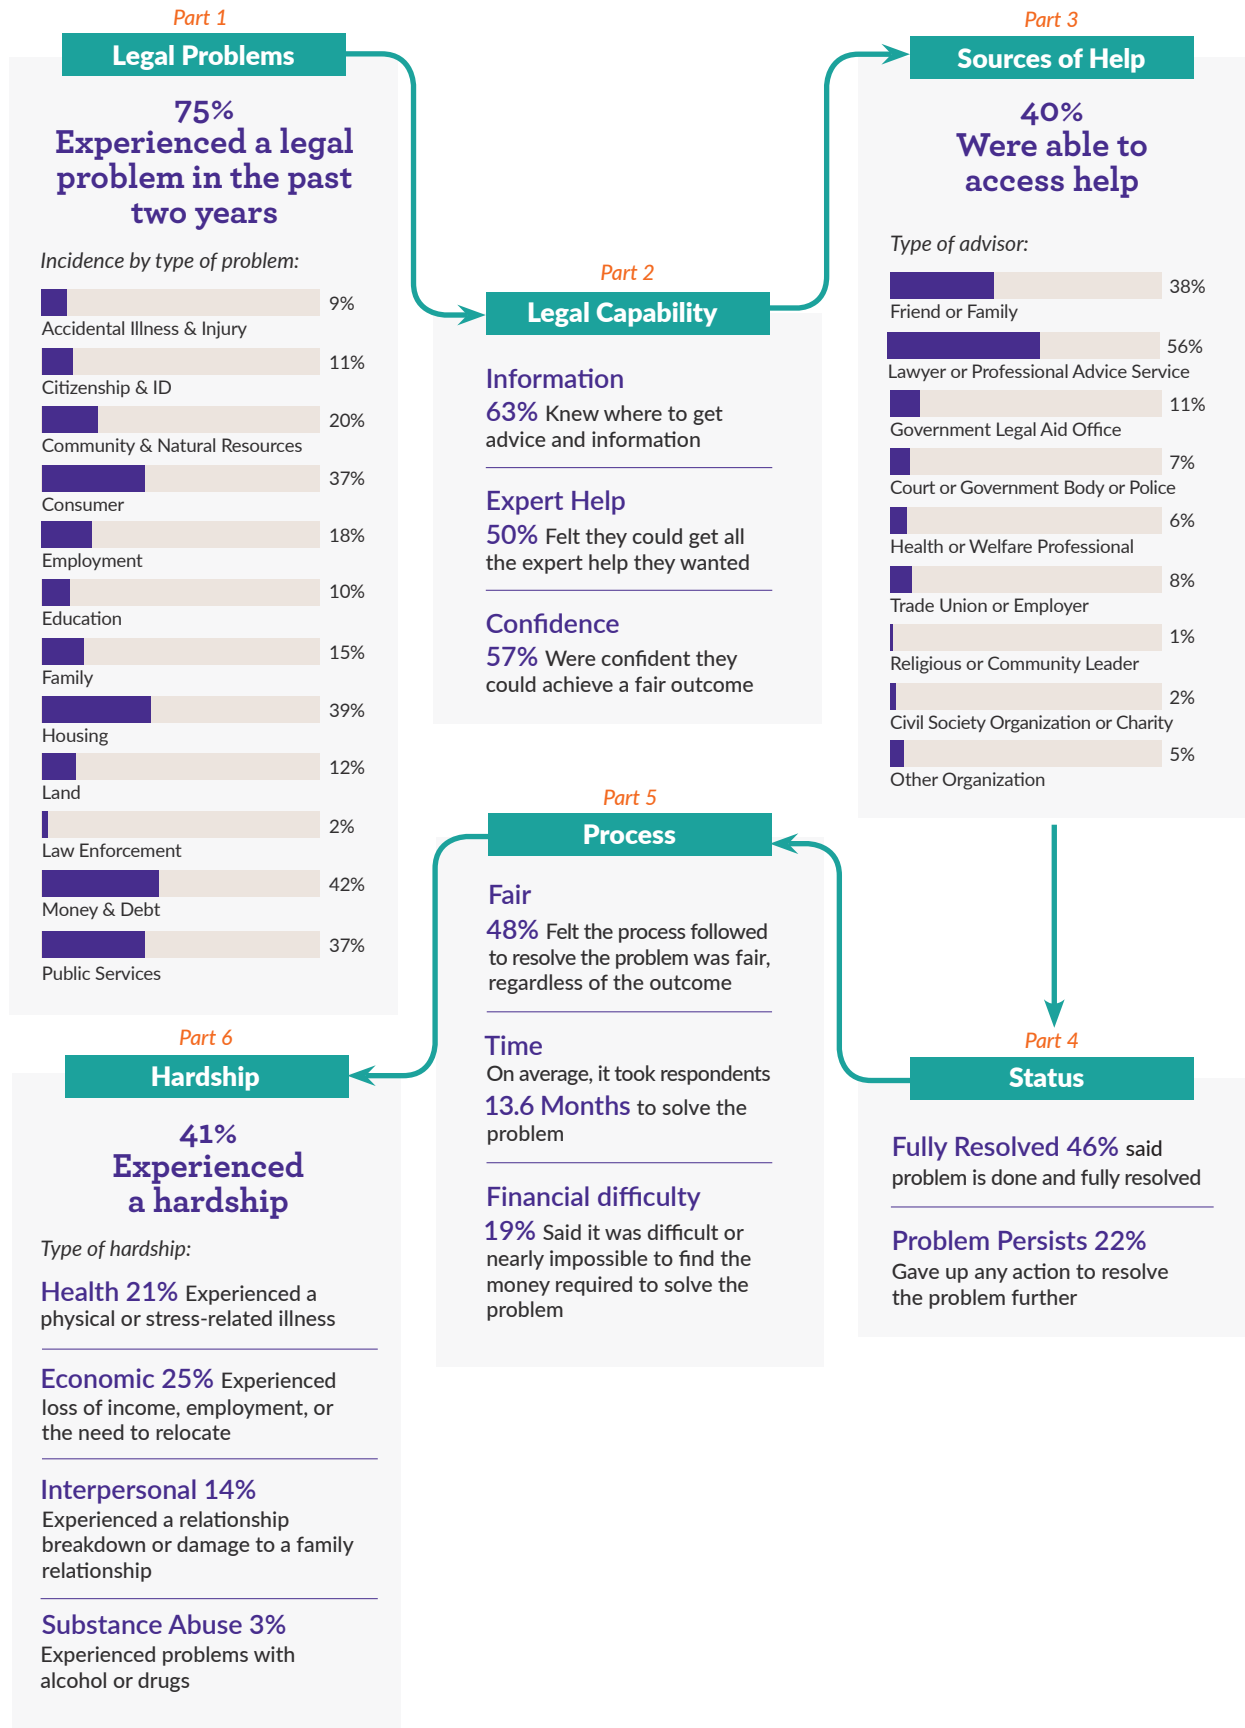 Part 1
Legal Problems
75%
Experienced a legal
problem in the past
two years
Incidence by type of problem:
9%
Accidental Illness & Injury
11%
Citizenship & ID
20%
Community & Natural Resources
37%
Consumer
18%
Employment
10%
Education
15%
Family
39%
Housing
12%
Land
2%
Law Enforcement
42%
Money & Debt
37%
Public Services
Part 2
Legal Capability
Information
63% Knew where to get
advice and information
Expert Help
50% Felt they could get all
the expert help they wanted
Confidence
57% Were confident they
could achieve a fair outcome
Part 3
Sources of Help
40%
Were able to
access help
Type of advisor:
38%
Friend or Family
56%
Lawyer or Professional Advice Service
11%
Government Legal Aid Office
7%
Court or Government Body or Police
6%
Health or Welfare Professional
8%
Trade Union or Employer
1%
Religious or Community Leader
2%
Civil Society Organization or Charity
5%
Other Organization
Part 4
Status
Fully Resolved 46% said
problem is done and fully resolved
Problem Persists 22%
Gave up any action to resolve
the problem further
Part 5
Process
Fair
48% Felt the process followed
to resolve the problem was fair,
regardless of the outcome
Time
On average, it took respondents
13.6 Months to solve the
problem
Financial difficulty
19% Said it was difficult or
nearly impossible to find the
money required to solve the
problem
Part 6
Hardship
41%
Experienced
a hardship
Type of hardship:
Health 21% Experienced a
physical or stress-related illness
Economic 25% Experienced
loss of income, employment, or
the need to relocate
Interpersonal 14%
Experienced a relationship
breakdown or damage to a family
relationship
Substance Abuse 3%
Experienced problems with
alcohol or drugs